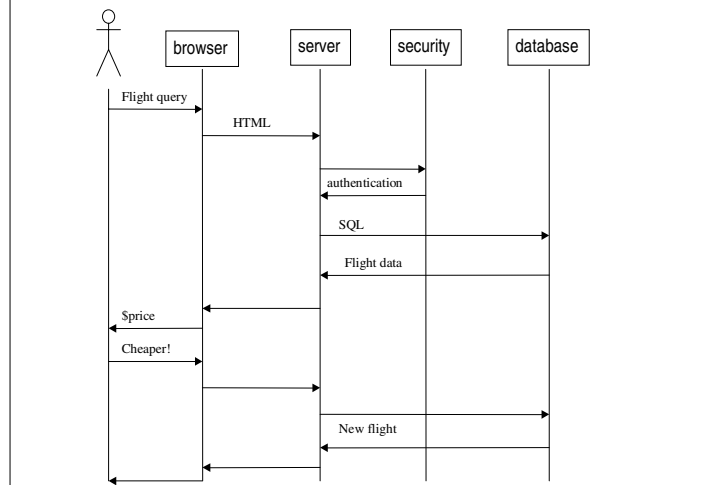 browser
server
security
database
Flight query
HTML
authentication
SQL
Flight data
$price
Cheaper!
New flight